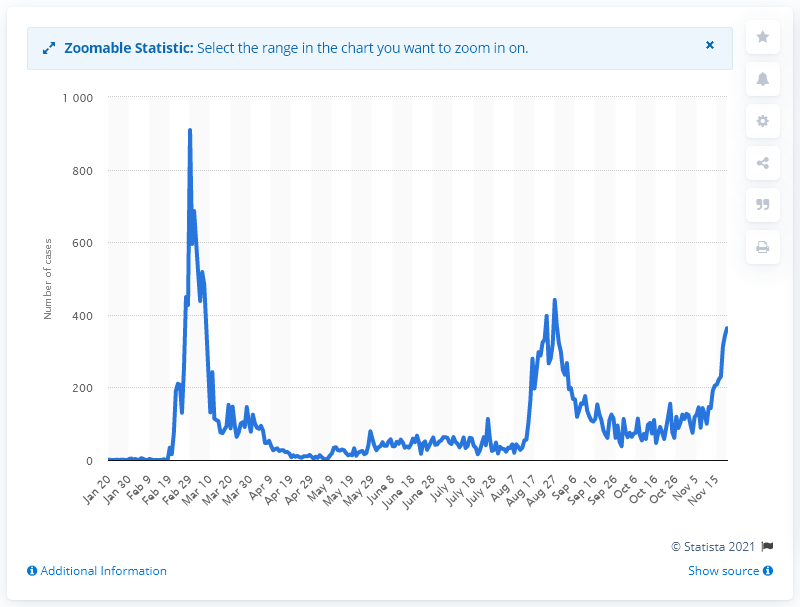 Zoomable Statistic: Select the range in the chart you want to zoom in on.
×
Number of cases
1 000
800
600
400
200
0
Jan 20
Jan 30
Feb 9
Feb 19
Feb 29
Mar 10
Mar 20
Mar 30
Apr 9
Apr 19
Apr 29
May 9
May 19
May 29
June 8
June 18
June 28
July 8
July 18
July 28
Aug 7
Aug 17
Aug 27
Sep 6
Sep 16
Sep 26
Oct 6
Oct 16
Oct 26
Nov 5
Nov 15
© Statista 2021
Additional Information
Show source